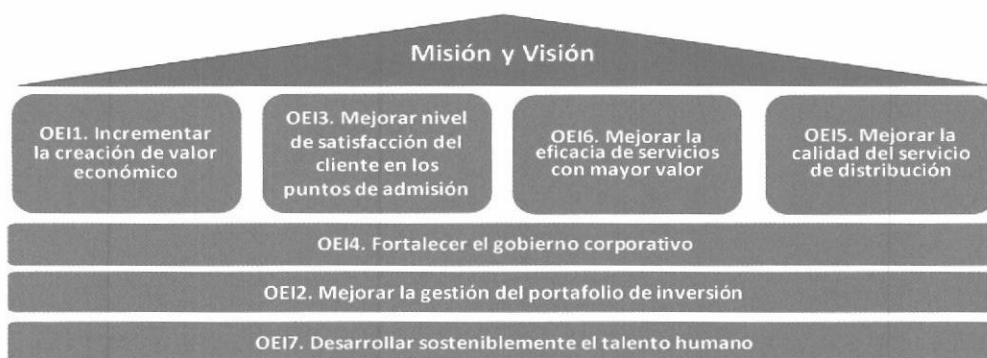 Misión y Visión
OEI1. Incrementar
la creación de valor
económico
OEI3. Mejorar nivel
de satisfacción del
cliente en los
puntos de admisión
OEI6. Mejorar la
eficacia de servicios
con mayor valor
OEI5. Mejorar la
calidad del servicio
de distribución
OEI4. Fortalecer el gobierno corporativo
OEI2. Mejorar la gestión del portafolio de inversión
OEI7. Desarrollar sosteniblemente el talento humano